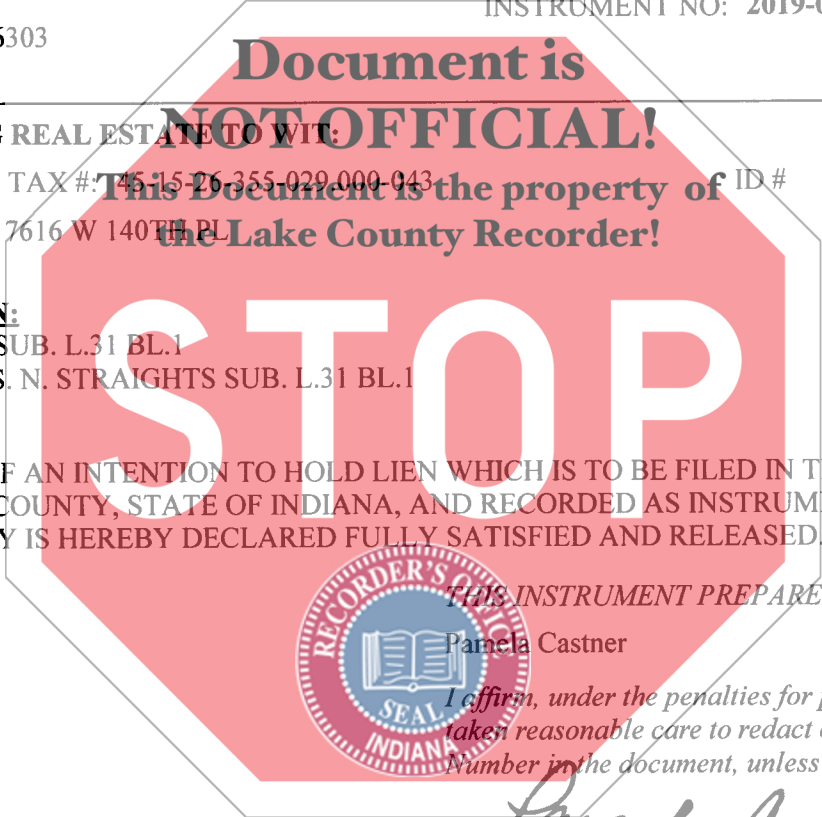 INSTRUMENT NO: 2019-0
6303
Document is
NOT OFFICIAL!
This Document is the property of
the Lake County Recorder!
G REAL ESTATE TO WIT:
TAX #: 45-15-26-355-029.000-043 ID #
7616 W 140TH PL
N:
SUB. L.31 BL.1
S. N. STRAIGHTS SUB. L.31 BL.1
STOP
F AN INTENTION TO HOLD LIEN WHICH IS TO BE FILED IN T
COUNTY, STATE OF INDIANA, AND RECORDED AS INSTRUM
Y IS HEREBY DECLARED FULLY SATISFIED AND RELEASED.
RECORDER'S OFFICE
SEAL
INDIANA
THIS INSTRUMENT PREPARE
Pamela Castner
I affirm, under the penalties for p
taken reasonable care to redact
Number in the document, unless